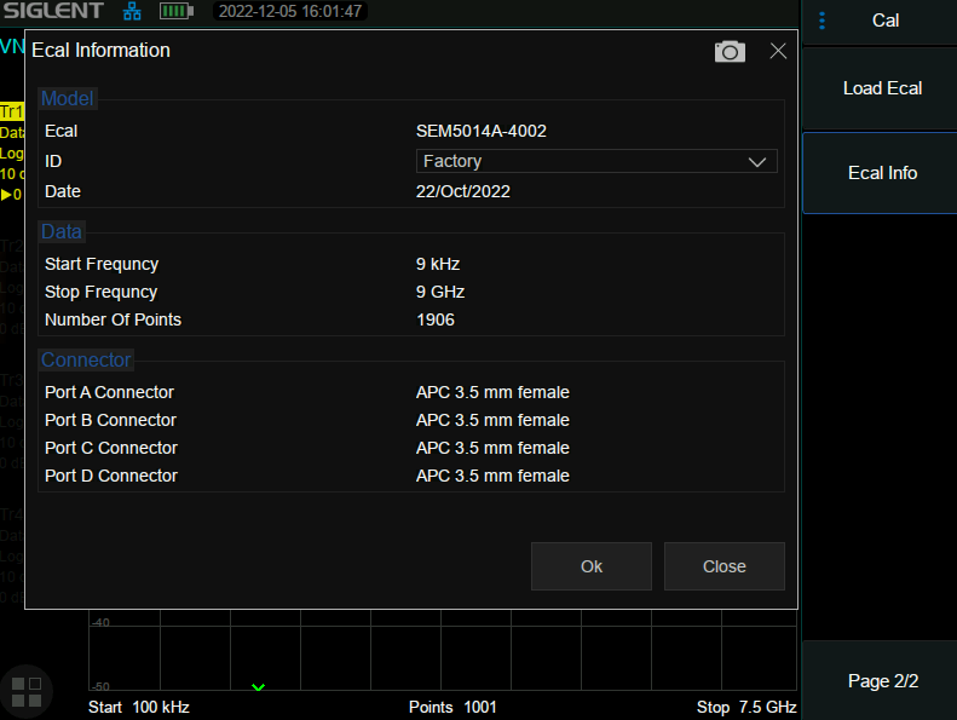 SIGLENT 2022-12-05 16:01:47
Cal
VN
Ecal Information
Load Ecal
Tr1
Model
Ecal SEM5014A-4002
ID Factory
Ecal Info
Date 22/Oct/2022
Data
Start Frequncy 9 kHz
Stop Frequncy 9 GHz
Number Of Points 1906
Connector
Port A Connector APC 3.5 mm female
Port B Connector APC 3.5 mm female
Port C Connector APC 3.5 mm female
Port D Connector APC 3.5 mm female
Ok Close
-40
-50
Page 2/2
Start 100 kHz Points 1001 Stop 7.5 GHz